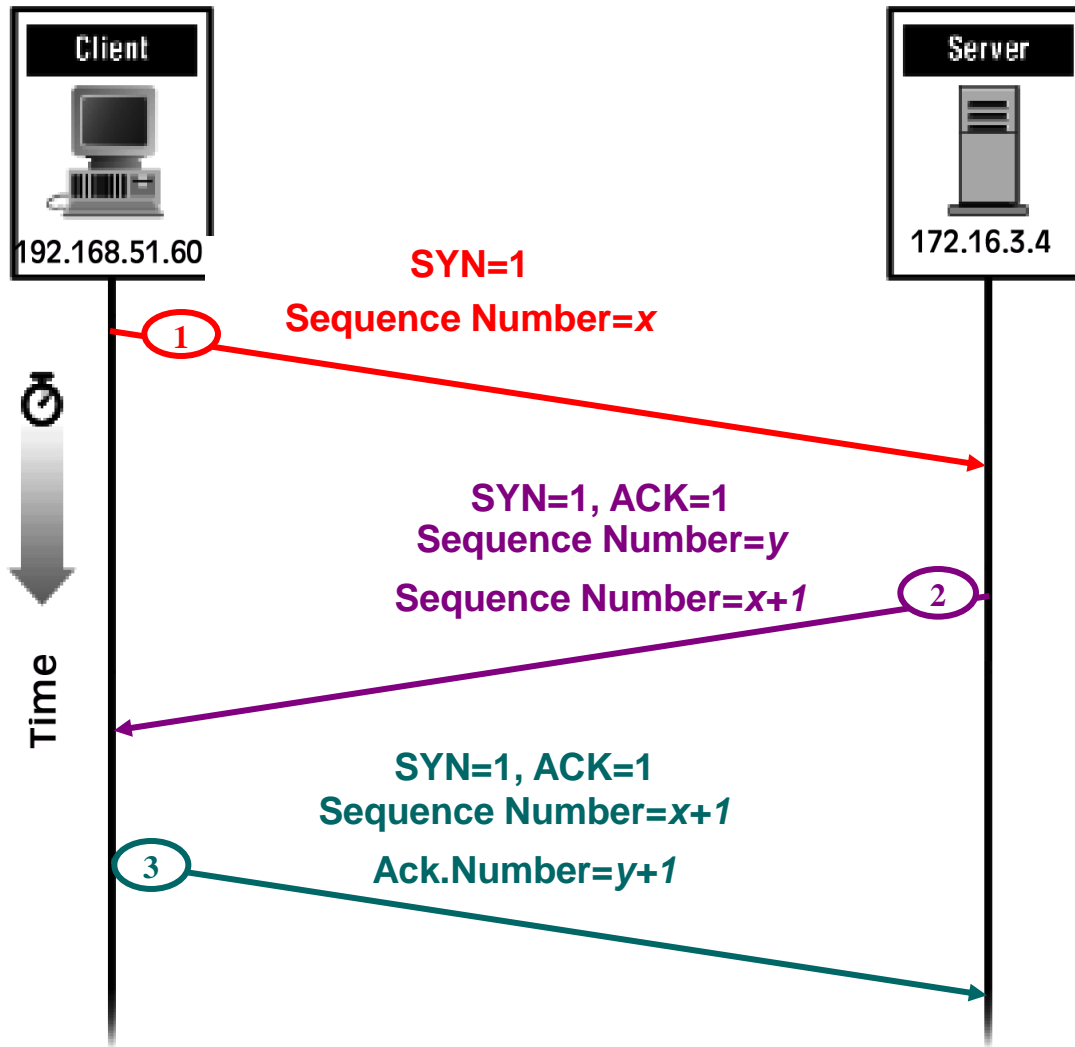 Client
Server
192.168.51.60
172.16.3.4
SYN=1
Sequence Number=x
1
SYN=1, ACK=1
Sequence Number=y
Sequence Number=x+1
2
Time
SYN=1, ACK=1
Sequence Number=x+1
3
Ack.Number=y+1